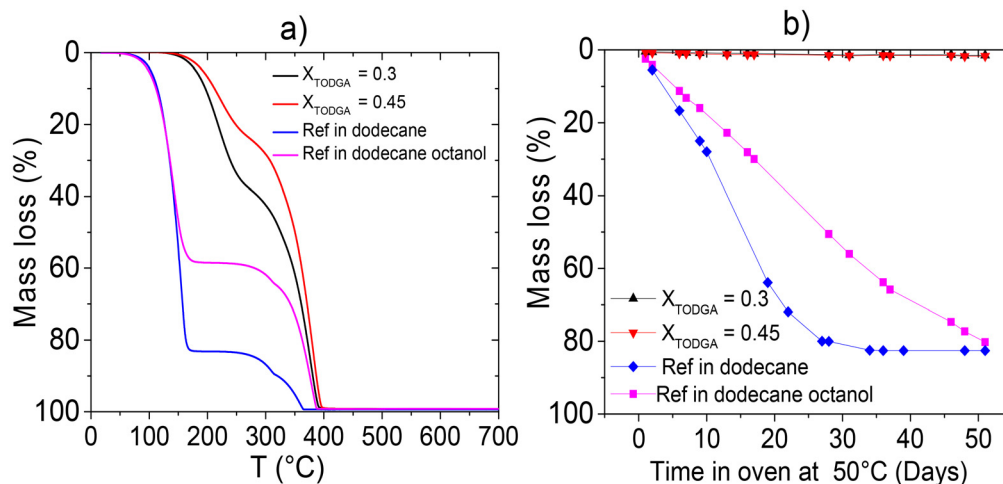 a)
Mass loss (%)
0
20
40
60
80
100
X_TODGA = 0.3
X_TODGA = 0.45
Ref in dodecane
Ref in dodecane octanol
0 100 200 300 400 500 600 700
T (°C)
b)
Mass loss (%)
0
20
40
60
80
100
X_TODGA = 0.3
X_TODGA = 0.45
Ref in dodecane
Ref in dodecane octanol
0 10 20 30 40 50
Time in oven at 50°C (Days)